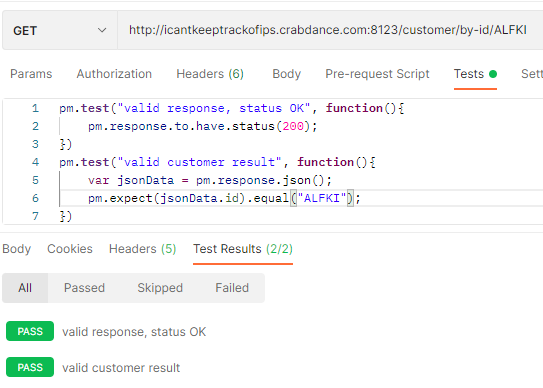 GET http://icantkeeptrackofips.crabdance.com:8123/customer/by-id/ALFKI
Params Authorization Headers (6) Body Pre-request Script Tests Sett
1 pm.test("valid response, status OK", function(){
2 pm.response.to.have.status(200);
3 })
4 pm.test("valid customer result", function(){
5 var jsonData = pm.response.json();
6 pm.expect(jsonData.id).equal("ALFKI");
7 })
Body Cookies Headers (5) Test Results (2/2)
All Passed Skipped Failed
PASS valid response, status OK
PASS valid customer result